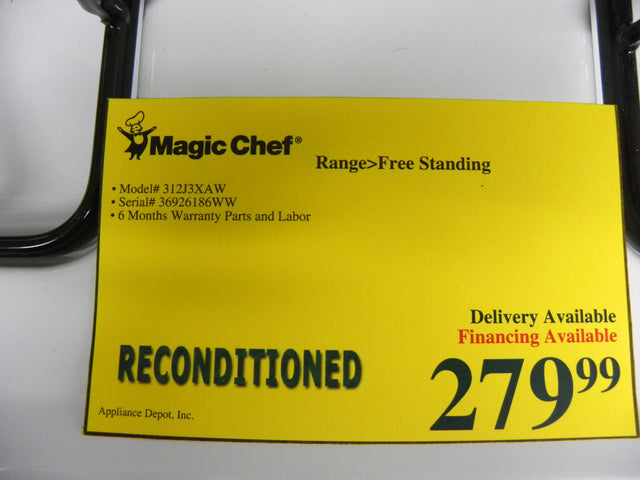 Magic Chef®
Range>Free Standing
• Model# 312J3XAW
• Serial# 36926186WW
• 6 Months Warranty Parts and Labor
Delivery Available
Financing Available
RECONDITIONED
279 99
Appliance Depot, Inc.